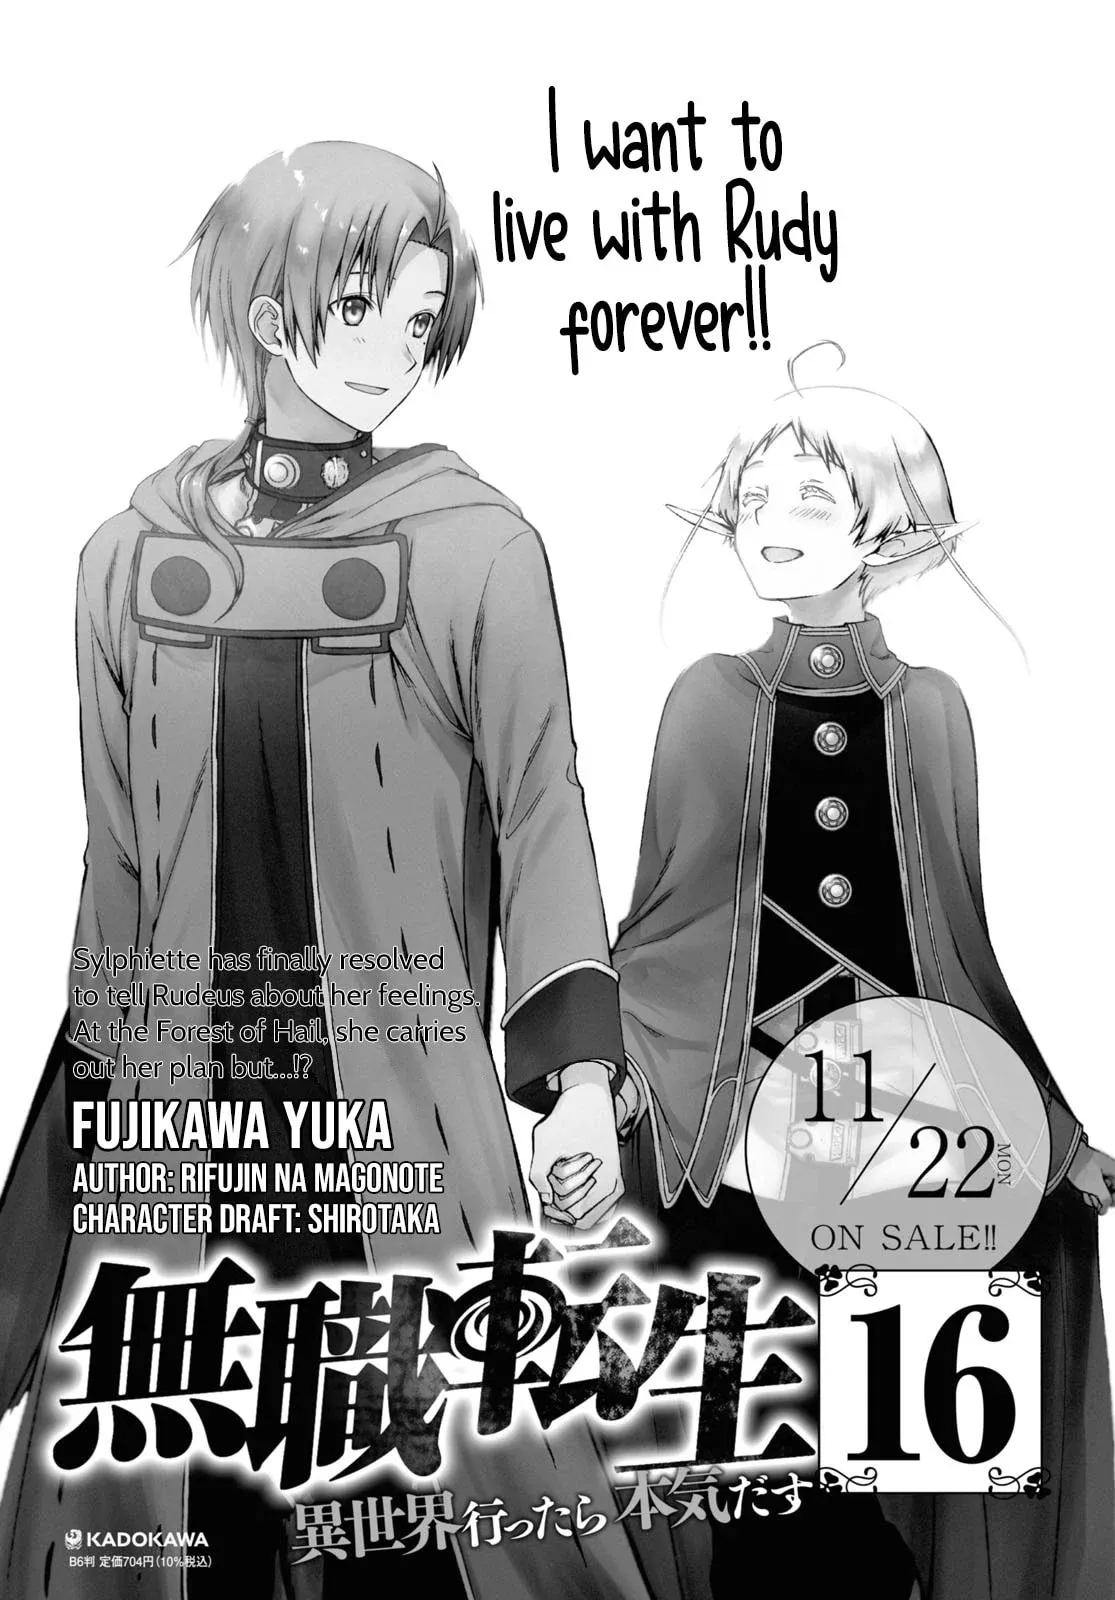 I want to
live with Rudy
forever!!
Sylphiette has finally resolved
to tell Rudeus about her feelings.
At the Forest of Hail, she carries
out her plan but...!?
FUJIKAWA YUKA
AUTHOR: RIFUJIN NA MAGONOTE
CHARACTER DRAFT: SHIROTAKA
11/22 MON
ON SALE!!
無職転生
16
異世界行ったら本気だす
KADOKAWA
B6判 定価704円(10%税込)